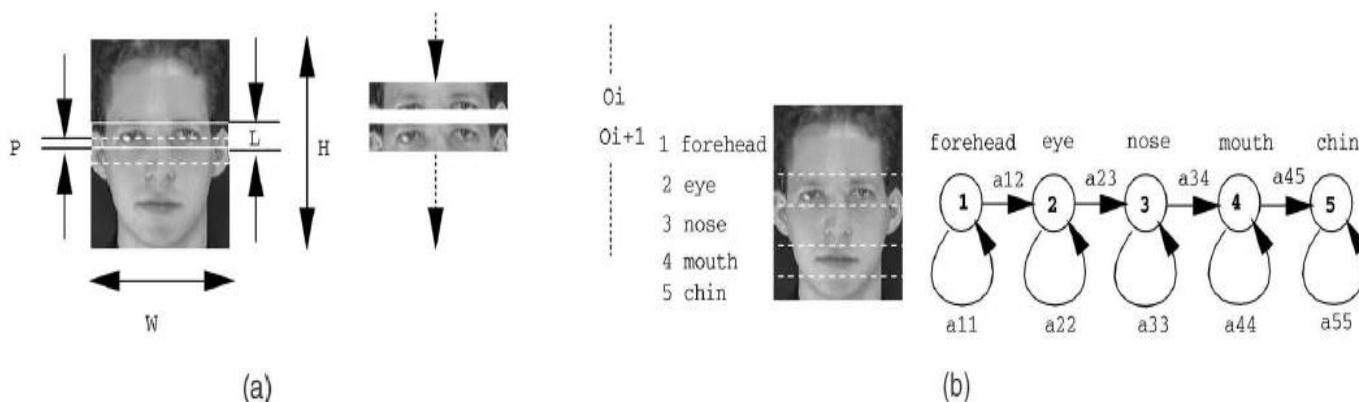 P
L
H
W
(a)
Oi
Oi+1
1 forehead
2 eye
3 nose
4 mouth
5 chin
forehead eye nose mouth chin
a12 a23 a34 a45
1 2 3 4 5
a11 a22 a33 a44 a55
(b)